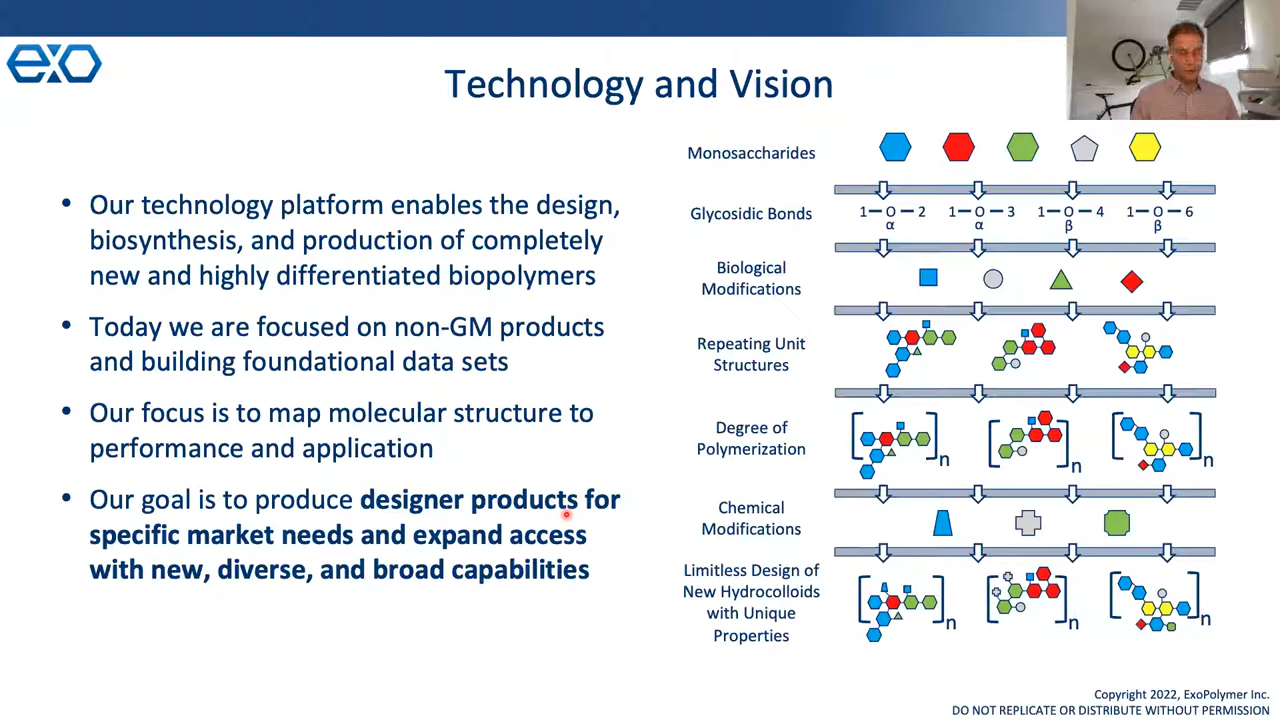 exo
Technology and Vision
• Our technology platform enables the design,
biosynthesis, and production of completely
new and highly differentiated biopolymers
• Today we are focused on non-GM products
and building foundational data sets
• Our focus is to map molecular structure to
performance and application
• Our goal is to produce designer products for
specific market needs and expand access
with new, diverse, and broad capabilities
Monosaccharides
Glycosidic Bonds
1—O—2 1—O—3 1—O—4 1—O—6
α α β β
Biological
Modifications
Repeating Unit
Structures
Degree of
Polymerization
n n n
Chemical
Modifications
Limitless Design of
New Hydrocolloids
with Unique
Properties
n n n
Copyright 2022, ExoPolymer Inc.
DO NOT REPLICATE OR DISTRIBUTE WITHOUT PERMISSION